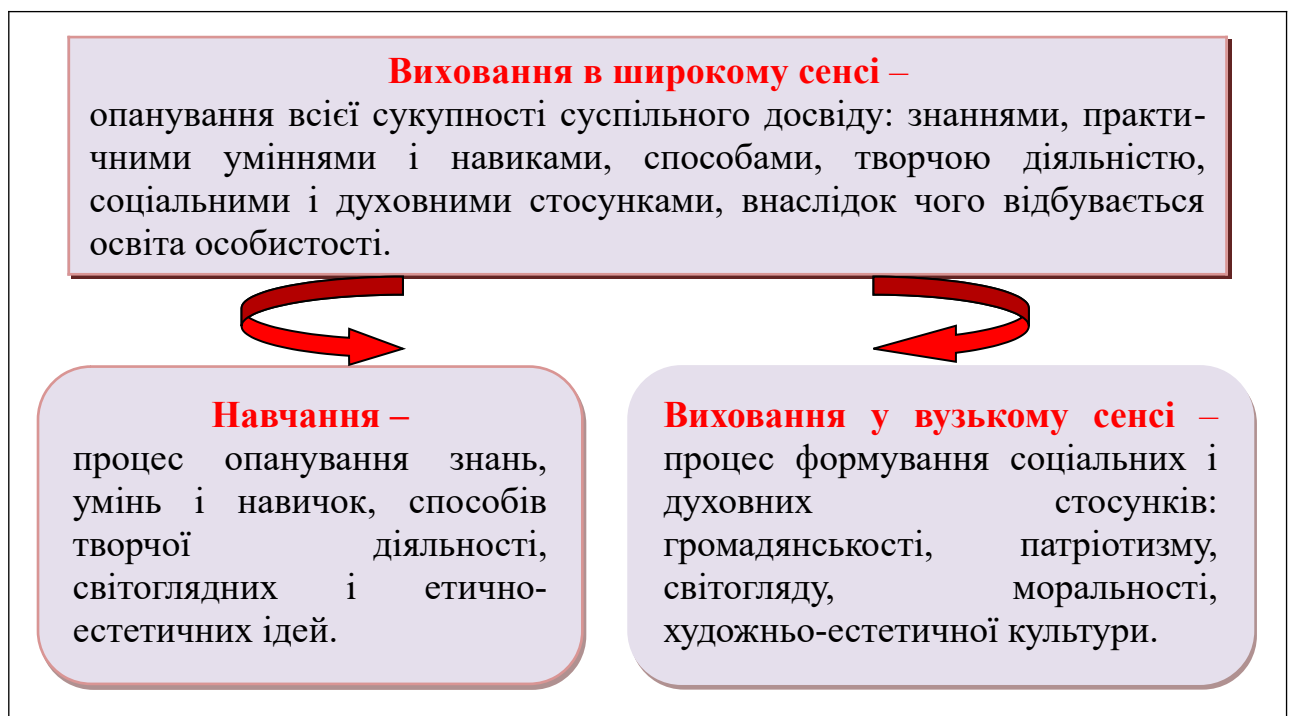 Виховання в широкому сенсі –
опанування всієї сукупності суспільного досвіду: знаннями, практи-
чними уміннями і навиками, способами, творчою діяльністю,
соціальними і духовними стосунками, внаслідок чого відбувається
освіта особистості.
Навчання –
процес опанування знань,
умінь і навичок, способів
творчої діяльності,
світоглядних і етично-
естетичних ідей.
Виховання у вузькому сенсі –
процес формування соціальних і
духовних стосунків:
громадянськості, патріотизму,
світогляду, моральності,
художньо-естетичної культури.